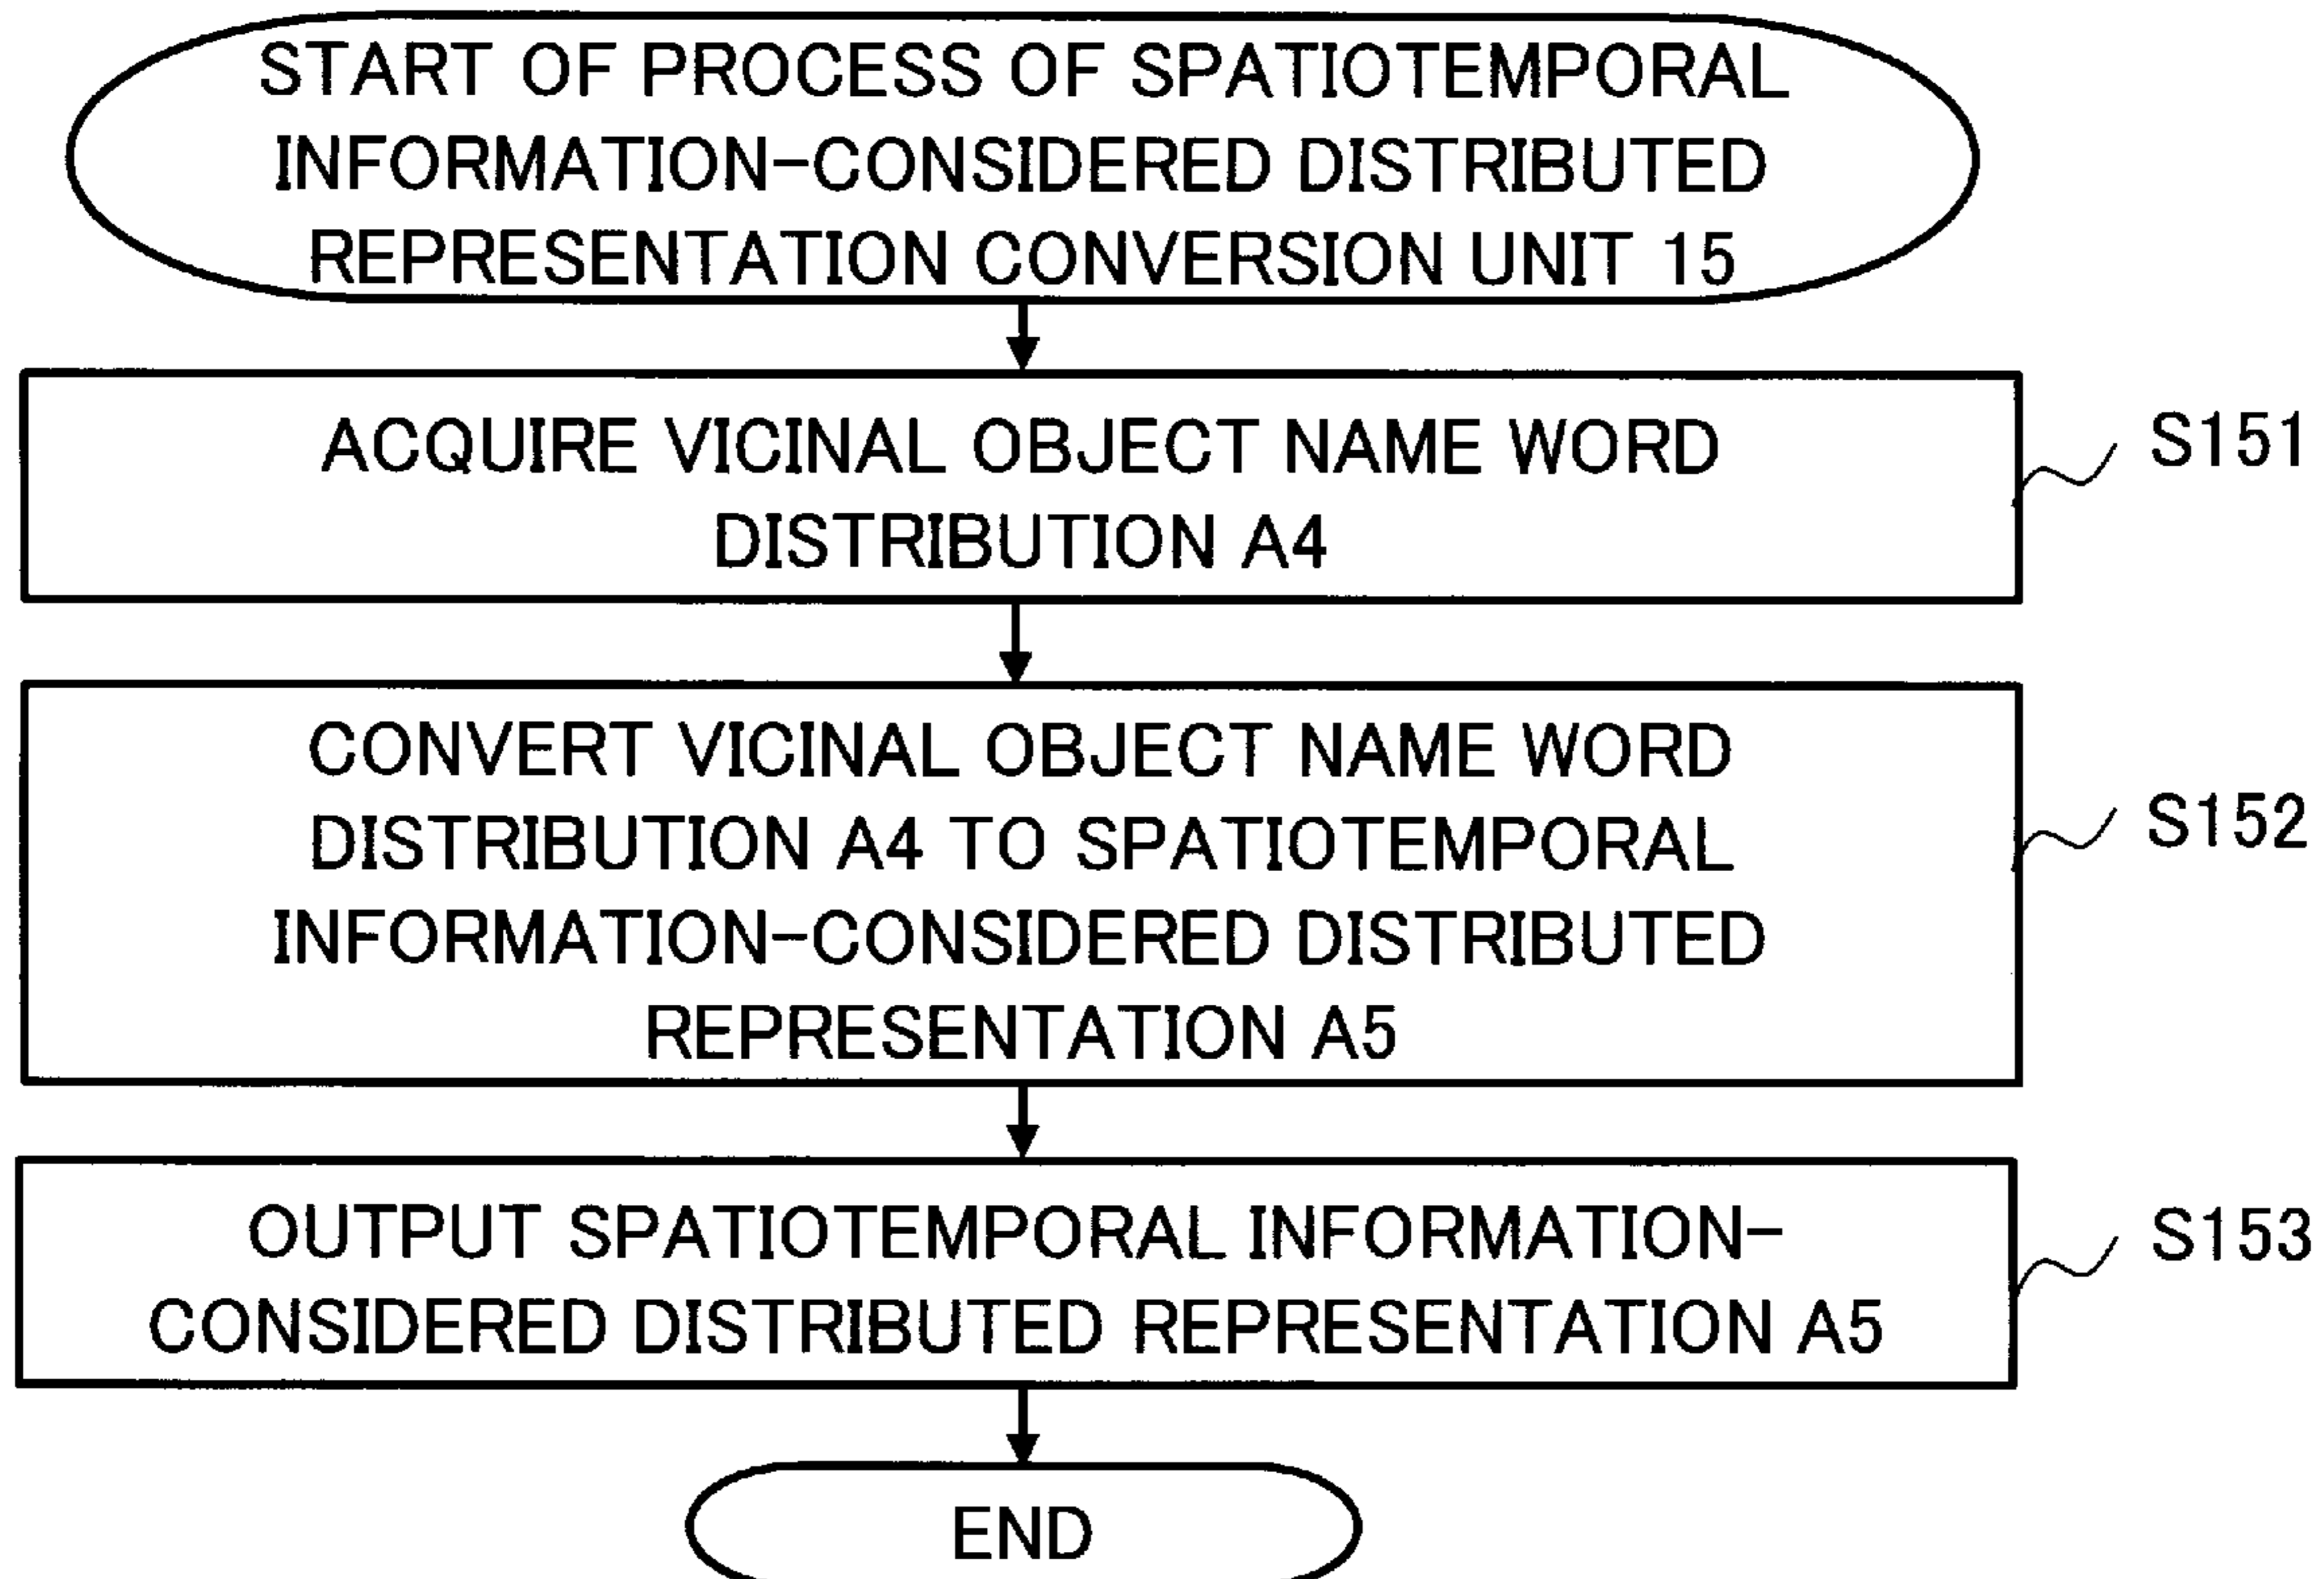 START OF PROCESS OF SPATIOTEMPORAL
INFORMATION-CONSIDERED DISTRIBUTED
REPRESENTATION CONVERSION UNIT 15
ACQUIRE VICINAL OBJECT NAME WORD
DISTRIBUTION A4
S151
CONVERT VICINAL OBJECT NAME WORD
DISTRIBUTION A4 TO SPATIOTEMPORAL
INFORMATION-CONSIDERED DISTRIBUTED
REPRESENTATION A5
S152
OUTPUT SPATIOTEMPORAL INFORMATION-
CONSIDERED DISTRIBUTED REPRESENTATION A5
S153
END